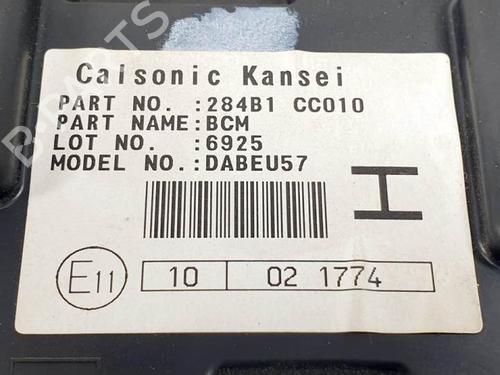 B-PARTS
Calsonic Kansei
PART NO. :284B1 CC010
PART NAME:BCM
LOT NO. :6925
MODEL NO.:DABEU57
H
E11
10 02 1774